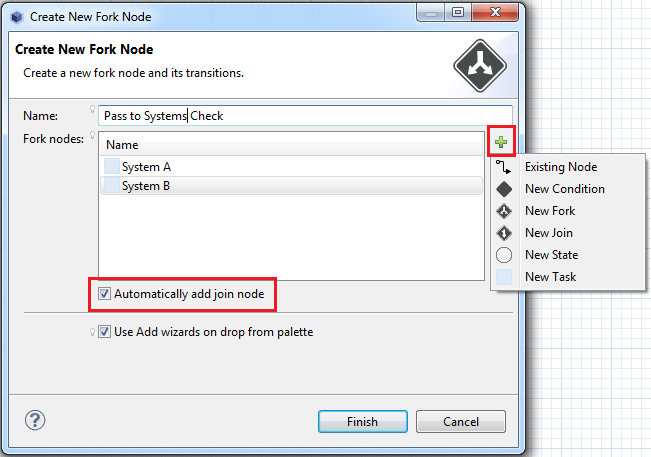 Create New Fork Node
Create New Fork Node
Create a new fork node and its transitions.
Name:
Pass to Systems Check
Fork nodes:
Name
System A
System B
Existing Node
New Condition
New Fork
New Join
New State
New Task
Automatically add join node
Use Add wizards on drop from palette
?
Finish
Cancel